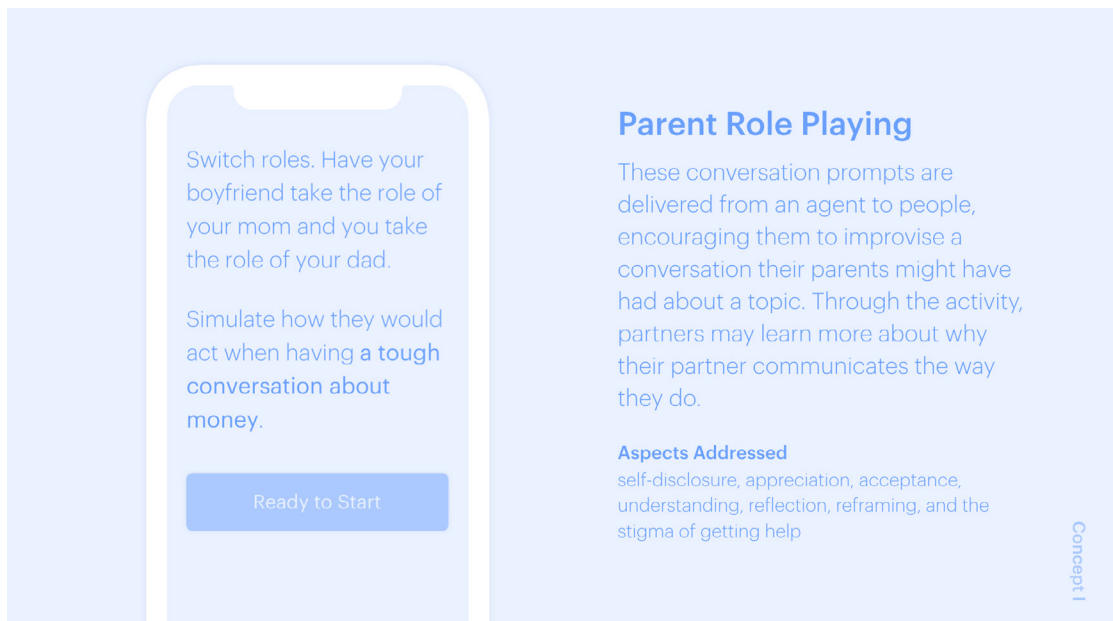 Switch roles. Have your
boyfriend take the role of
your mom and you take
the role of your dad.
Simulate how they would
act when having a tough
conversation about
money.
Ready to Start
Parent Role Playing
These conversation prompts are
delivered from an agent to people,
encouraging them to improvise a
conversation their parents might have
had about a topic. Through the activity,
partners may learn more about why
their partner communicates the way
they do.
Aspects Addressed
self-disclosure, appreciation, acceptance,
understanding, reflection, reframing, and the
stigma of getting help
Concept I